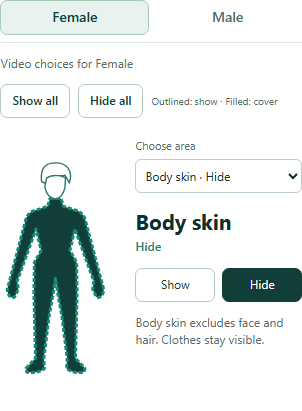 Female
Male
Video choices for Female
Show all
Hide all
Outlined: show · Filled: cover
Choose area
Body skin · Hide
Body skin
Hide
Show
Hide
Body skin excludes face and
hair. Clothes stay visible.